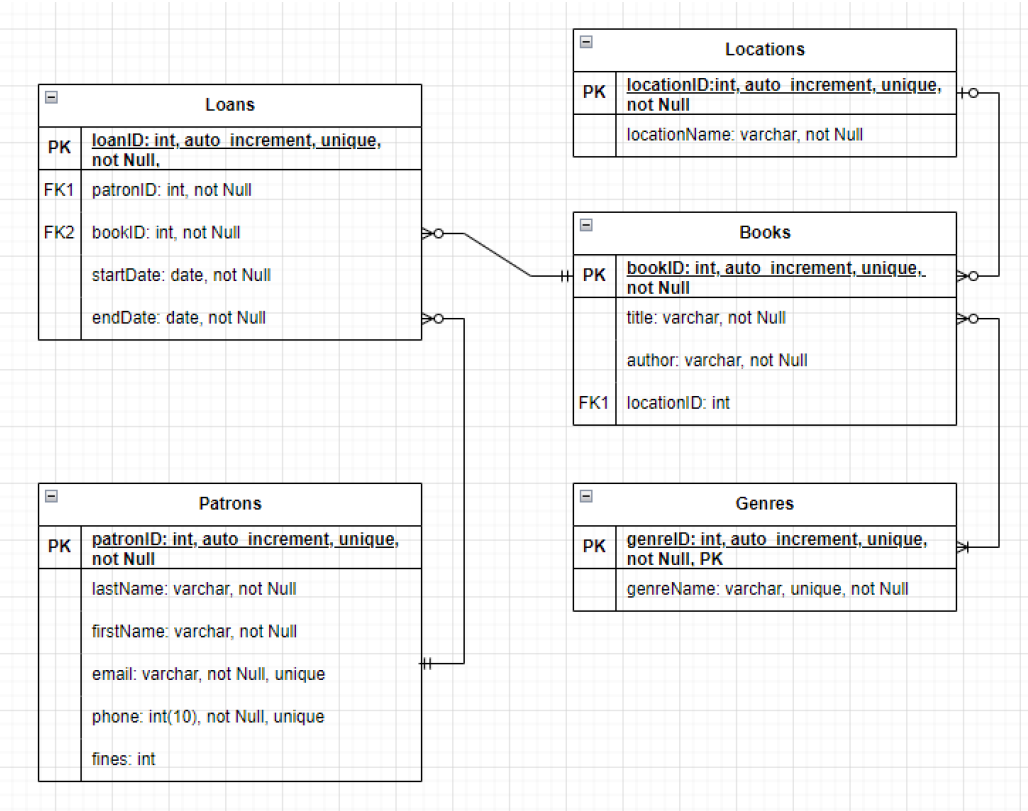 Loans
PK
loanID: int, auto_increment, unique,
not Null,
FK1 patronID: int, not Null
FK2 bookID: int, not Null
startDate: date, not Null
endDate: date, not Null
Locations
PK
locationID:int, auto_increment, unique,
not Null
locationName: varchar, not Null
Books
PK
bookID: int, auto_increment, unique,
not Null
title: varchar, not Null
author: varchar, not Null
FK1 locationID: int
Patrons
PK
patronID: int, auto_increment, unique,
not Null
lastName: varchar, not Null
firstName: varchar, not Null
email: varchar, not Null, unique
phone: int(10), not Null, unique
fines: int
Genres
PK
genreID: int, auto_increment, unique,
not Null, PK
genreName: varchar, unique, not Null